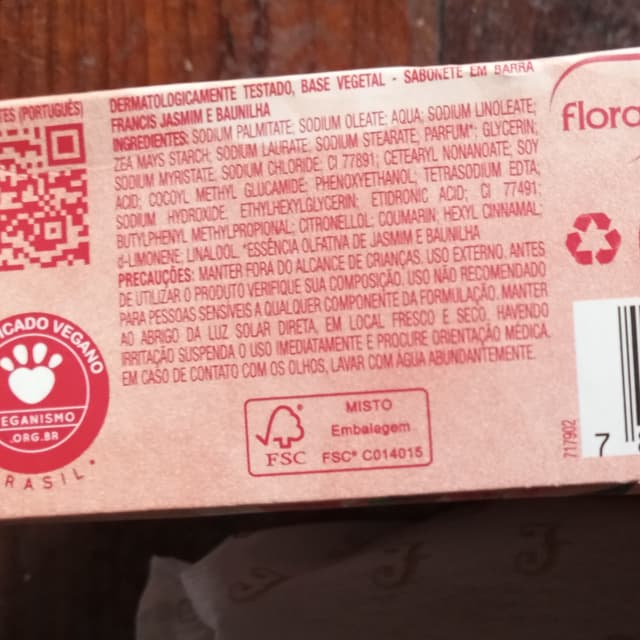 TES (PORTUGUÊS)
DERMATOLOGICAMENTE TESTADO, BASE VEGETAL - SABONETE EM BARRA
FRANCIS JASMIM E BAUNILHA
INGREDIENTES: SODIUM PALMITATE; SODIUM OLEATE; AQUA; SODIUM LINOLEATE;
ZEA MAYS STARCH; SODIUM LAURATE; SODIUM STEARATE; PARFUM*; GLYCERIN;
SODIUM MYRISTATE; SODIUM CHLORIDE; CI 77891; CETEARYL NONANOATE; SOY
ACID; COCOYL METHYL GLUCAMIDE; PHENOXYETHANOL; TETRASODIUM EDTA;
SODIUM HYDROXIDE; ETHYLHEXYLGLYCERIN; ETIDRONIC ACID; CI 77491;
BUTYLPHENYL METHYLPROPIONAL; CITRONELLOL; COUMARIN; HEXYL CINNAMAL;
d-LIMONENE; LINALOOL. *ESSÊNCIA OLFATIVA DE JASMIM E BAUNILHA
PRECAUÇÕES: MANTER FORA DO ALCANCE DE CRIANÇAS. USO EXTERNO. ANTES
DE UTILIZAR O PRODUTO VERIFIQUE SUA COMPOSIÇÃO. USO NÃO RECOMENDADO
PARA PESSOAS SENSÍVEIS A QUALQUER COMPONENTE DA FORMULAÇÃO. MANTER
AO ABRIGO DA LUZ SOLAR DIRETA, EM LOCAL FRESCO E SECO. HAVENDO
IRRITAÇÃO SUSPENDA O USO IMEDIATAMENTE E PROCURE ORIENTAÇÃO MÉDICA.
EM CASO DE CONTATO COM OS OLHOS, LAVAR COM ÁGUA ABUNDANTEMENTE.
ICADO VEGANO
VEGANISMO
.ORG.BR
BRASIL
FSC
MISTO
Embalagem
FSC® C014015
flora
717902
7